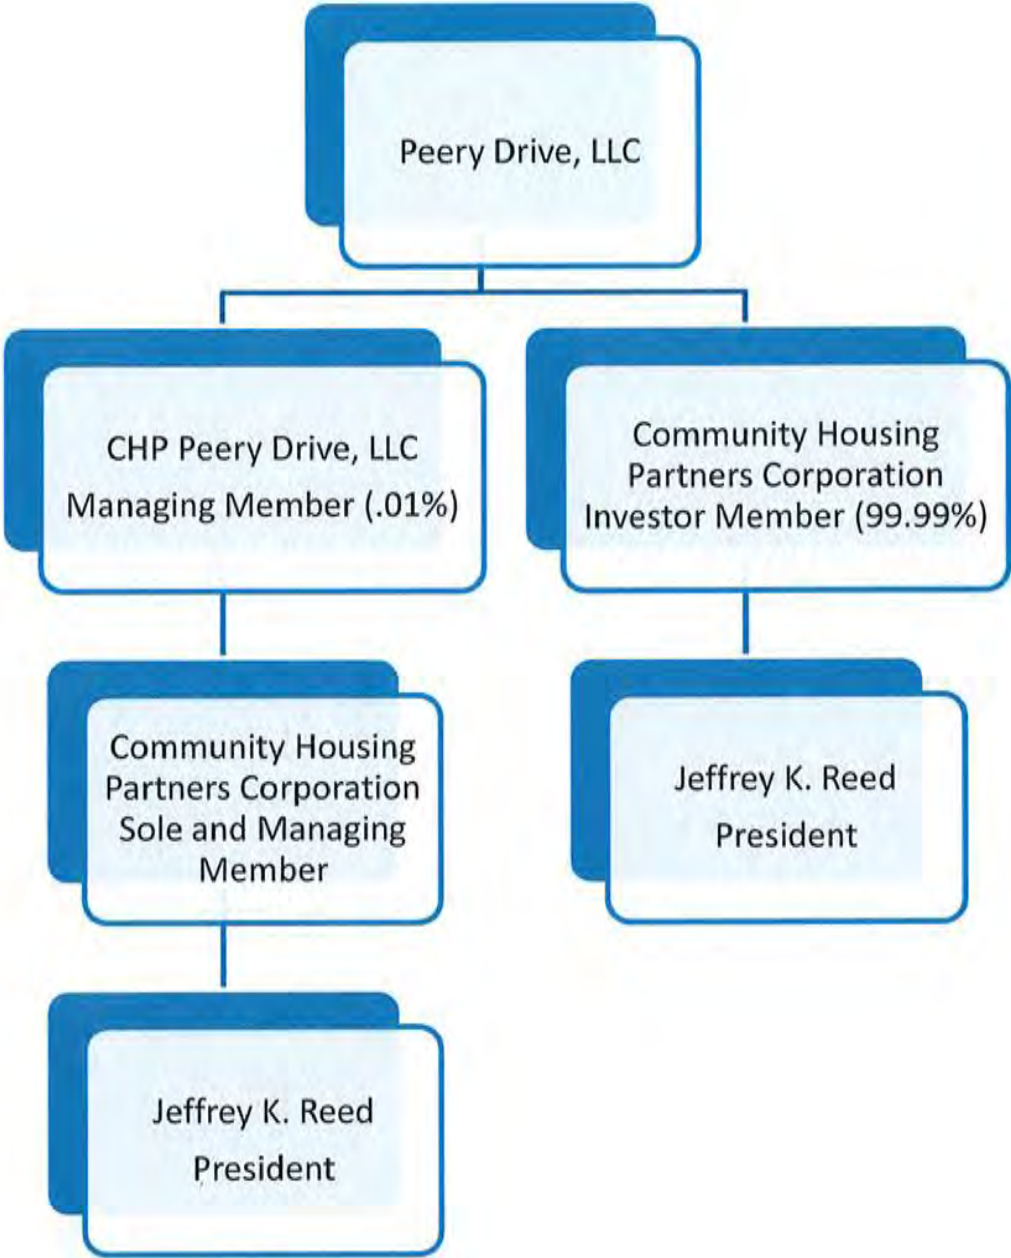 Peery Drive, LLC
CHP Peery Drive, LLC
Managing Member (.01%)
Community Housing
Partners Corporation
Investor Member (99.99%)
Community Housing
Partners Corporation
Sole and Managing
Member
Jeffrey K. Reed
President
Jeffrey K. Reed
President